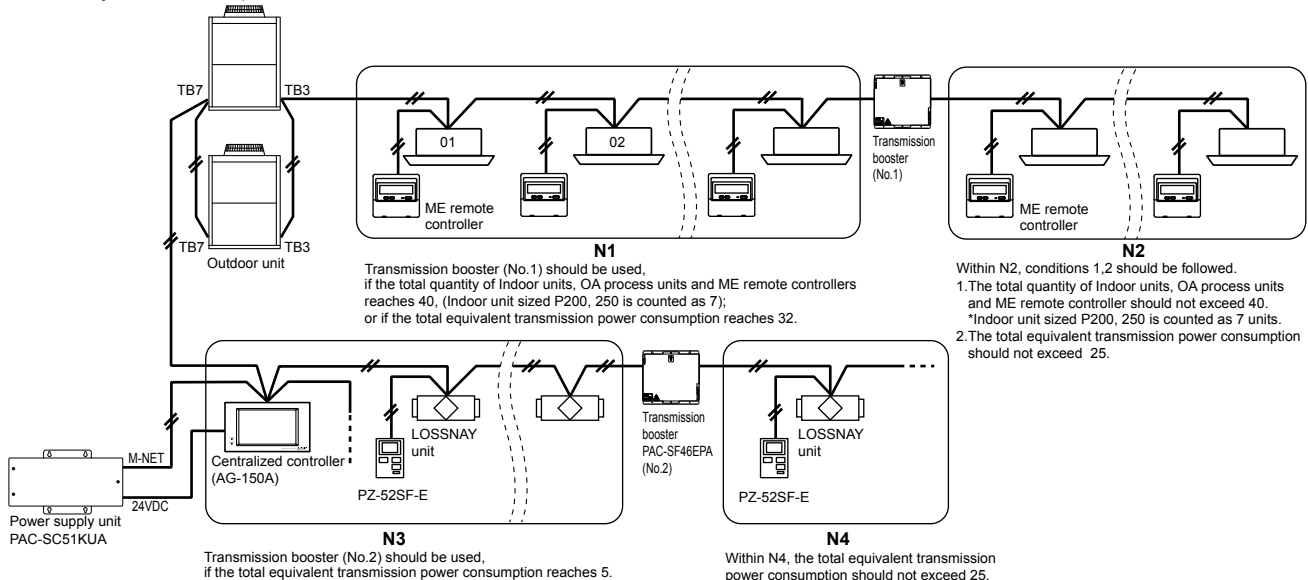 TB7
TB3
TB7
TB3
Outdoor unit
01
02
ME remote
controller
N1
Transmission booster (No.1) should be used,
if the total quantity of Indoor units, OA process units and ME remote controllers
reaches 40, (Indoor unit sized P200, 250 is counted as 7);
or if the total equivalent transmission power consumption reaches 32.
Transmission
booster
(No.1)
ME remote
controller
N2
Within N2, conditions 1,2 should be followed.
1.The total quantity of Indoor units, OA process units
and ME remote controller should not exceed 40.
*Indoor unit sized P200, 250 is counted as 7 units.
2.The total equivalent transmission power consumption
should not exceed 25.
M-NET
24VDC
Power supply unit
PAC-SC51KUA
Centralized controller
(AG-150A)
LOSSNAY
unit
PZ-52SF-E
N3
Transmission booster (No.2) should be used,
if the total equivalent transmission power consumption reaches 5.
Transmission
booster
PAC-SF46EPA
(No.2)
LOSSNAY
unit
PZ-52SF-E
N4
Within N4, the total equivalent transmission
power consumption should not exceed 25.